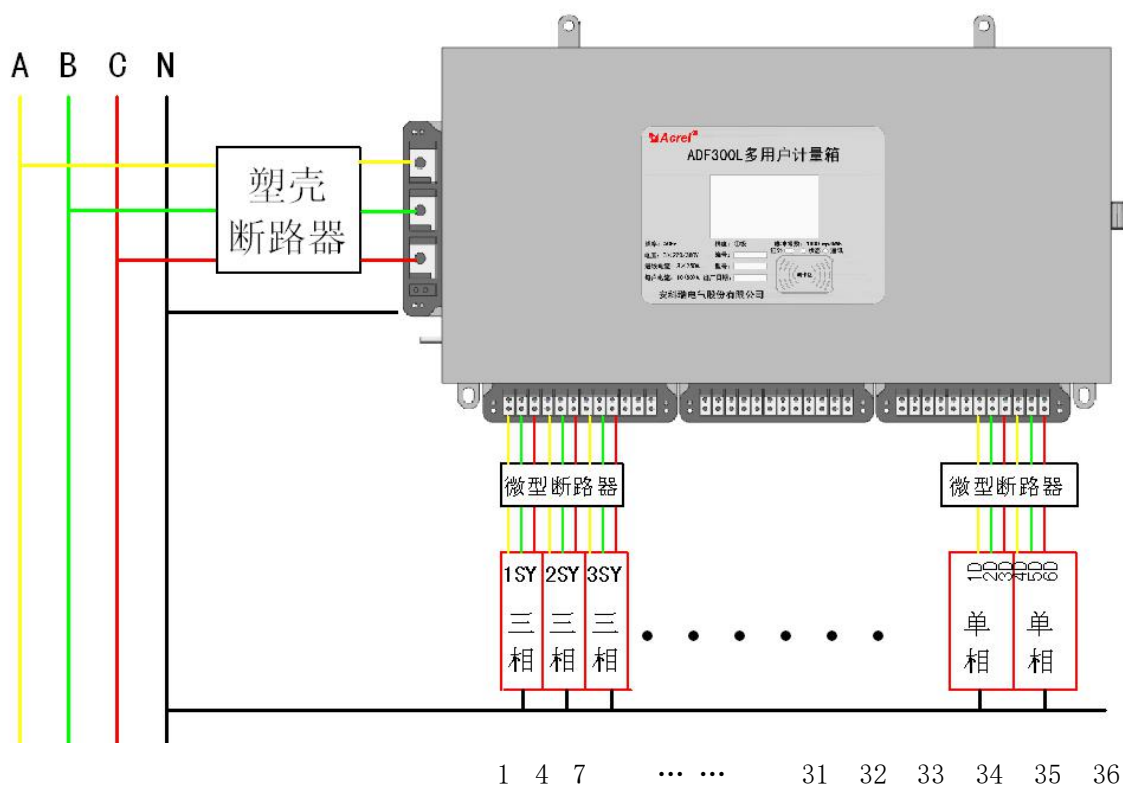 A B C N
Acrel
ADF300L多用户计量箱
塑壳
断路器
安科瑞电气股份有限公司
微型断路器
微型断路器
1SY 2SY 3SY
1D 2D 3D 4D 5D 6D
三相 三相 三相
单相 单相
1 4 7 … … 31 32 33 34 35 36